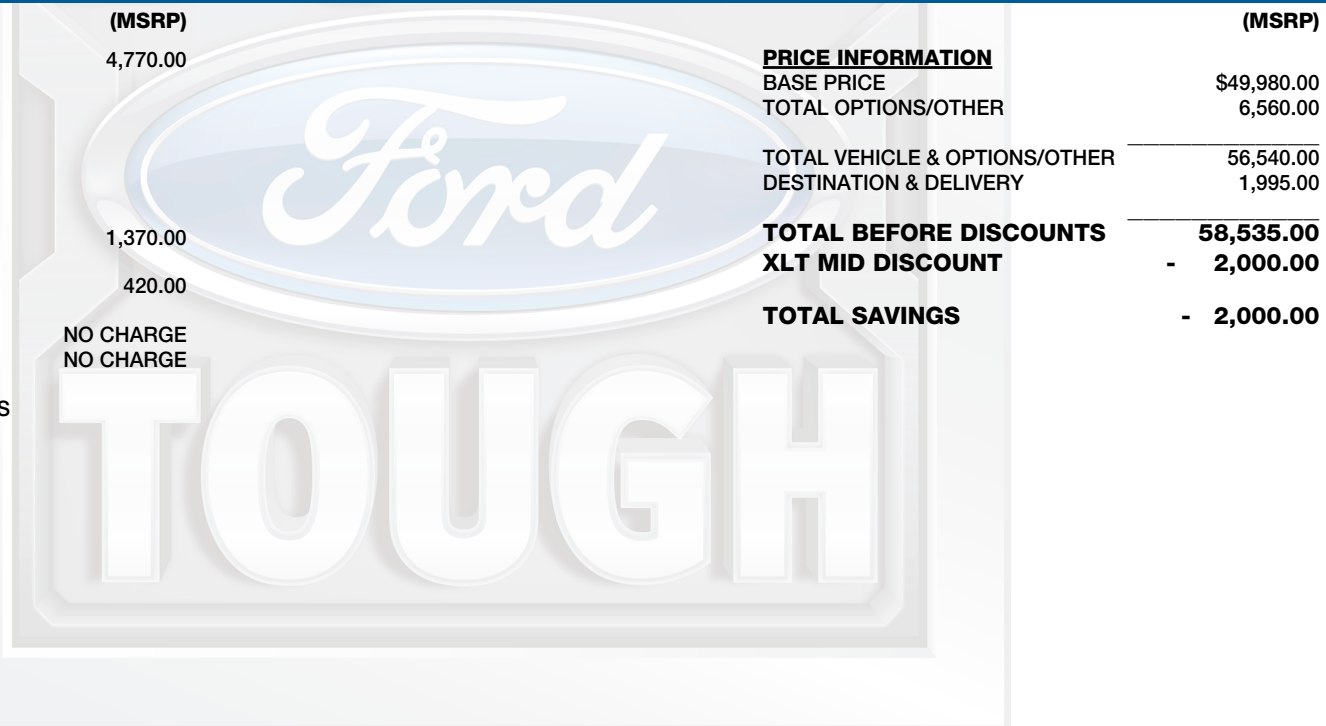 (MSRP)
4,770.00
1,370.00
420.00
NO CHARGE
NO CHARGE
S
Ford
TOUGH
(MSRP)
PRICE INFORMATION
BASE PRICE $49,980.00
TOTAL OPTIONS/OTHER 6,560.00
TOTAL VEHICLE & OPTIONS/OTHER 56,540.00
DESTINATION & DELIVERY 1,995.00
TOTAL BEFORE DISCOUNTS 58,535.00
XLT MID DISCOUNT - 2,000.00
TOTAL SAVINGS - 2,000.00